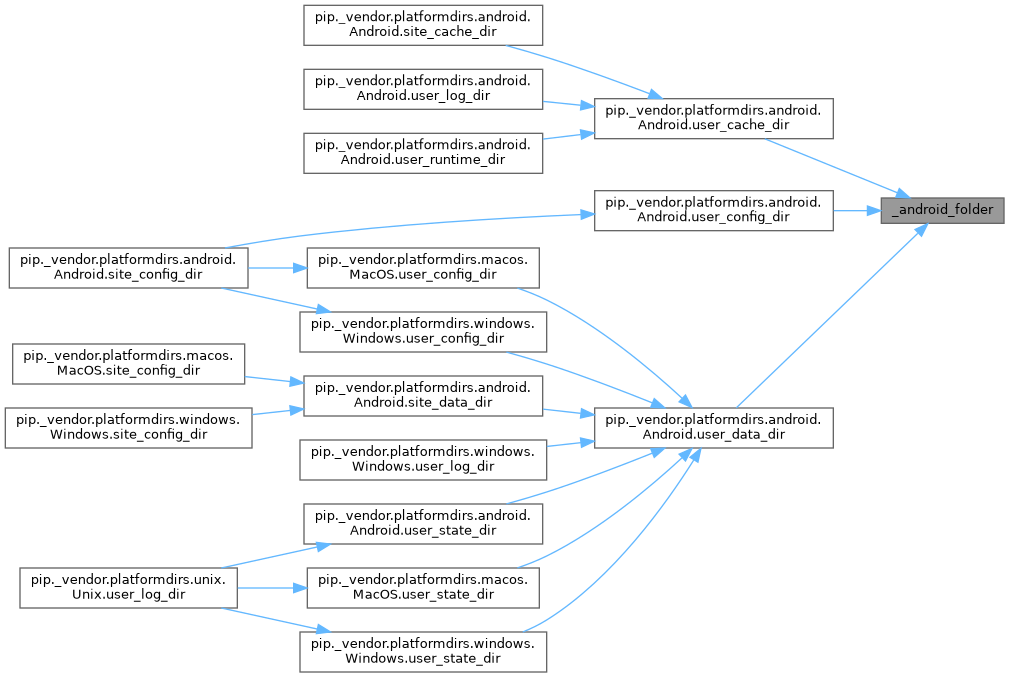 pip._vendor.platformdirs.android.
Android.site_cache_dir
pip._vendor.platformdirs.android.
Android.user_log_dir
pip._vendor.platformdirs.android.
Android.user_cache_dir
pip._vendor.platformdirs.android.
Android.user_runtime_dir
pip._vendor.platformdirs.android.
Android.user_config_dir
_android_folder
pip._vendor.platformdirs.android.
Android.site_config_dir
pip._vendor.platformdirs.macos.
MacOS.user_config_dir
pip._vendor.platformdirs.windows.
Windows.user_config_dir
pip._vendor.platformdirs.macos.
MacOS.site_config_dir
pip._vendor.platformdirs.android.
Android.site_data_dir
pip._vendor.platformdirs.windows.
Windows.site_config_dir
pip._vendor.platformdirs.android.
Android.user_data_dir
pip._vendor.platformdirs.windows.
Windows.user_log_dir
pip._vendor.platformdirs.android.
Android.user_state_dir
pip._vendor.platformdirs.unix.
Unix.user_log_dir
pip._vendor.platformdirs.macos.
MacOS.user_state_dir
pip._vendor.platformdirs.windows.
Windows.user_state_dir